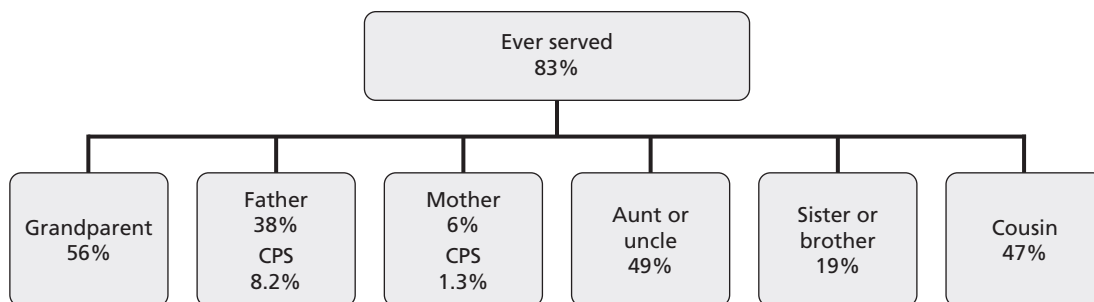 Ever served
83%
Grandparent
56%
Father
38%
CPS
8.2%
Mother
6%
CPS
1.3%
Aunt or
uncle
49%
Sister or
brother
19%
Cousin
47%